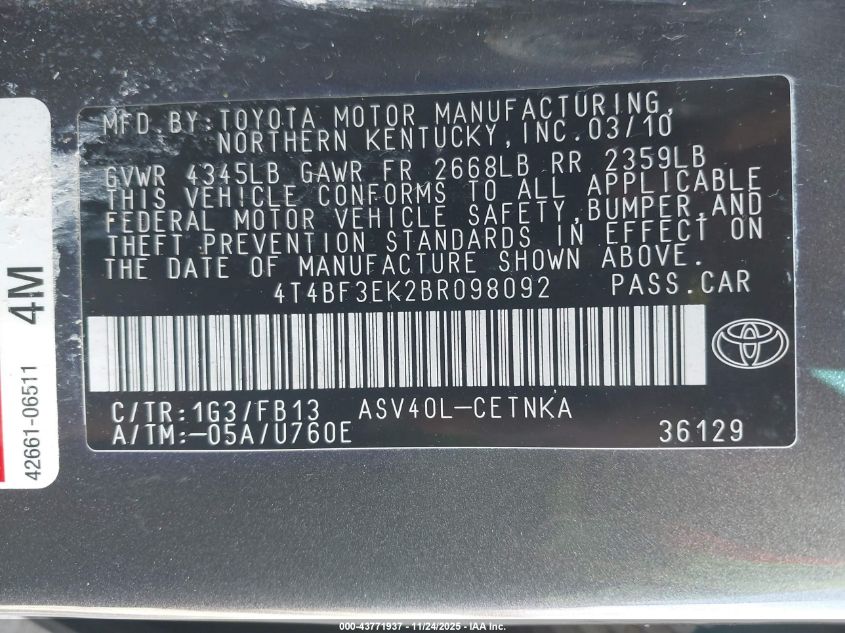 MFD BY:TOYOTA MOTOR MANUFACTURING,
NORTHERN KENTUCKY,INC.03/10
GVWR 4345LB GAWR FR 2668LB RR 2359LB
THIS VEHICLE CONFORMS TO ALL APPLICABLE
FEDERAL MOTOR VEHICLE SAFETY,BUMPER,AND
THEFT PREVENTION STANDARDS IN EFFECT ON
THE DATE OF MANUFACTURE SHOWN ABOVE.
4T4BF3EK2BR098092 PASS.CAR
C/TR:1G3/FB13 ASV40L-CETNKA
A/TM:-05A/U760E 36129
4M
42661-06511
000-43771937 - 11/24/2025 - IAA Inc.